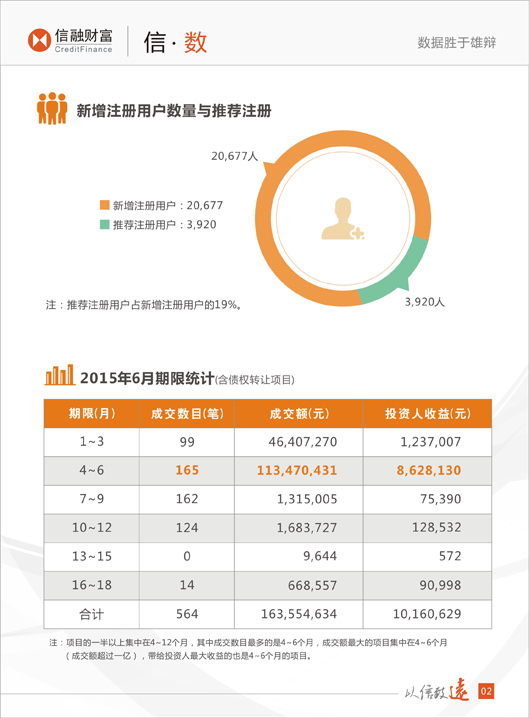 信融财富
CreditFinance
信·数
数据胜于雄辩
新增注册用户数量与推荐注册
20,677人
新增注册用户：20,677
推荐注册用户：3,920
3,920人
注：推荐注册用户占新增注册用户的19%。
2015年6月期限统计(含债权转让项目)
期限(月) 成交数目(笔) 成交额(元) 投资人收益(元)
1~3 99 46,407,270 1,237,007
4~6 165 113,470,431 8,628,130
7~9 162 1,315,005 75,390
10~12 124 1,683,727 128,532
13~15 0 9,644 572
16~18 14 668,557 90,998
合计 564 163,554,634 10,160,629
注：项目的一半以上集中在4~12个月，其中成交数目最多的是4~6个月，成交额最大的项目集中在4~6个月
（成交额超过一亿），带给投资人最大收益的也是4~6个月的项目。
以信致远 02